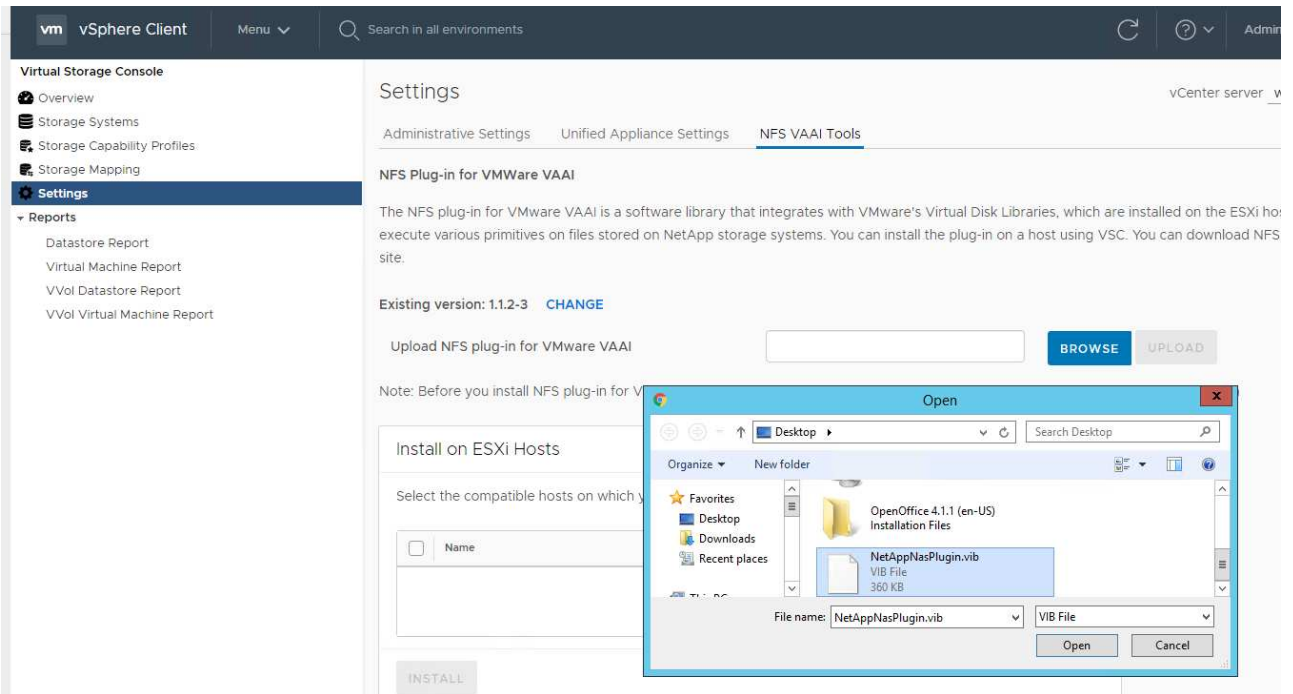 vm vSphere Client Menu Search in all environments Admin
Virtual Storage Console
Overview
Storage Systems
Storage Capability Profiles
Storage Mapping
Settings
Reports
Datastore Report
Virtual Machine Report
VVol Datastore Report
VVol Virtual Machine Report
Settings
vCenter server
Administrative Settings Unified Appliance Settings NFS VAAI Tools
NFS Plug-in for VMWare VAAI
The NFS plug-in for VMware VAAI is a software library that integrates with VMware's Virtual Disk Libraries, which are installed on the ESXi hos
execute various primitives on files stored on NetApp storage systems. You can install the plug-in on a host using VSC. You can download NFS
site.
Existing version: 1.1.2-3 CHANGE
Upload NFS plug-in for VMware VAAI BROWSE UPLOAD
Note: Before you install NFS plug-in for V
Install on ESXi Hosts
Select the compatible hosts on which y
Name
INSTALL
Open
x
Desktop
Search Desktop
Organize New folder
Favorites
Desktop
Downloads
Recent places
OpenOffice 4.1.1 (en-US)
Installation Files
NetAppNasPlugin.vib
VIB File
360 KB
File name: NetAppNasPlugin.vib VIB File
Open Cancel